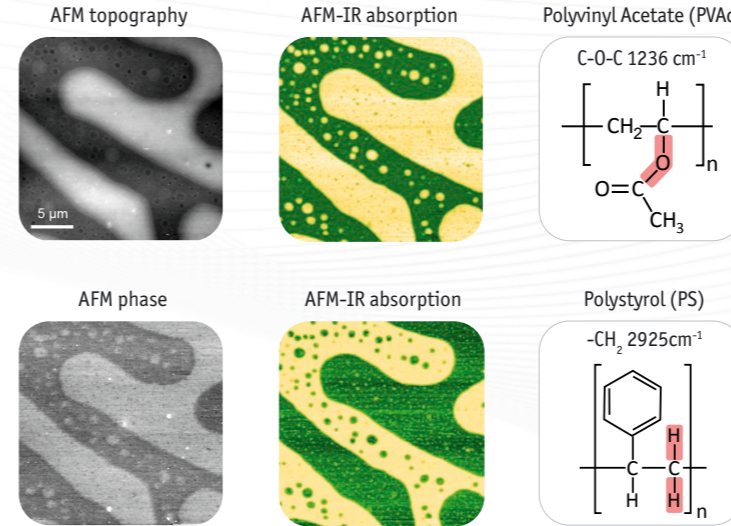 AFM topography
AFM-IR absorption
Polyvinyl Acetate (PVAc
5 µm
C-O-C 1236 cm⁻¹
H
CH₂
C
n
O
O=C
CH₃
AFM phase
AFM-IR absorption
Polystyrol (PS)
-CH₂ 2925cm⁻¹
H
C
C
H
H
n